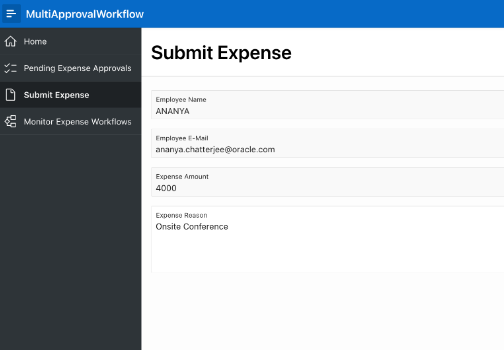 MultiApprovalWorkflow
Home
Pending Expense Approvals
Submit Expense
Monitor Expense Workflows
Submit Expense
Employee Name
ANANYA
Employee E-Mail
ananya.chatterjee@oracle.com
Expense Amount
4000
Expense Reason
Onsite Conference